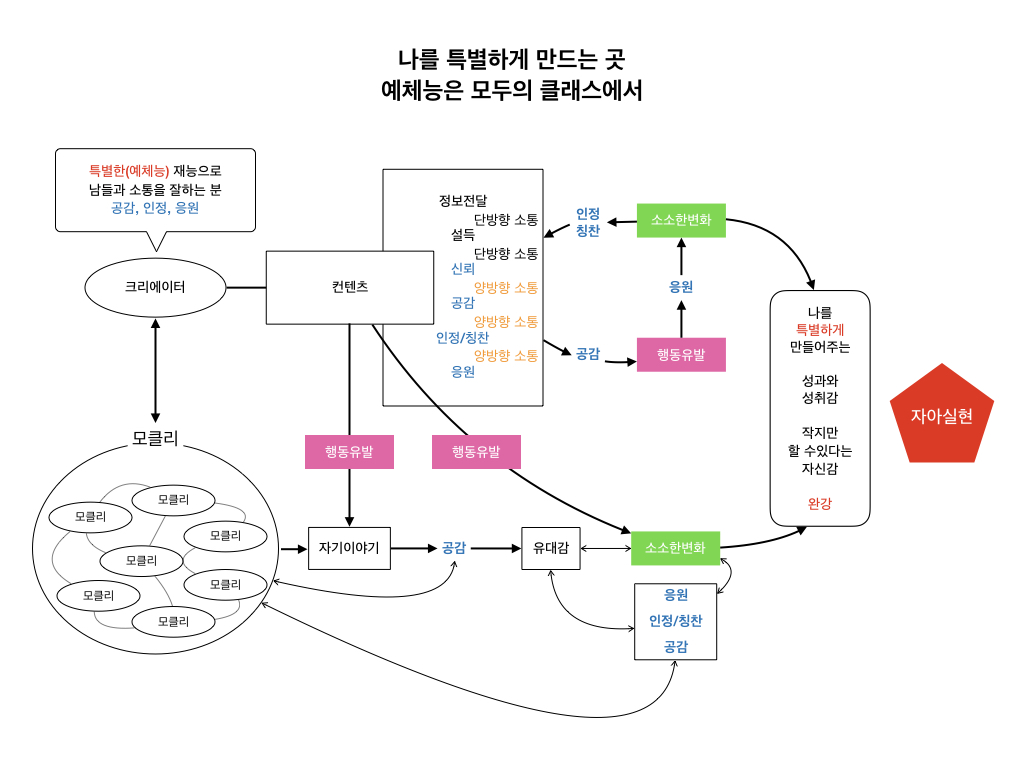 나를 특별하게 만드는 곳
예체능은 모두의 클래스에서
특별한(예체능) 재능으로
남들과 소통을 잘하는 분
공감, 인정, 응원
크리에이터
컨텐츠
정보전달
단방향 소통
설득
단방향 소통
신뢰
양방향 소통
공감
양방향 소통
인정/칭찬
양방향 소통
응원
인정
칭찬
소소한변화
응원
공감
행동유발
나를
특별하게
만들어주는
성과와
성취감
작지만
할 수있다는
자신감
완강
자아실현
모클리
모클리
모클리
모클리
모클리
모클리
모클리
모클리
행동유발
행동유발
자기이야기
공감
유대감
소소한변화
응원
인정/칭찬
공감